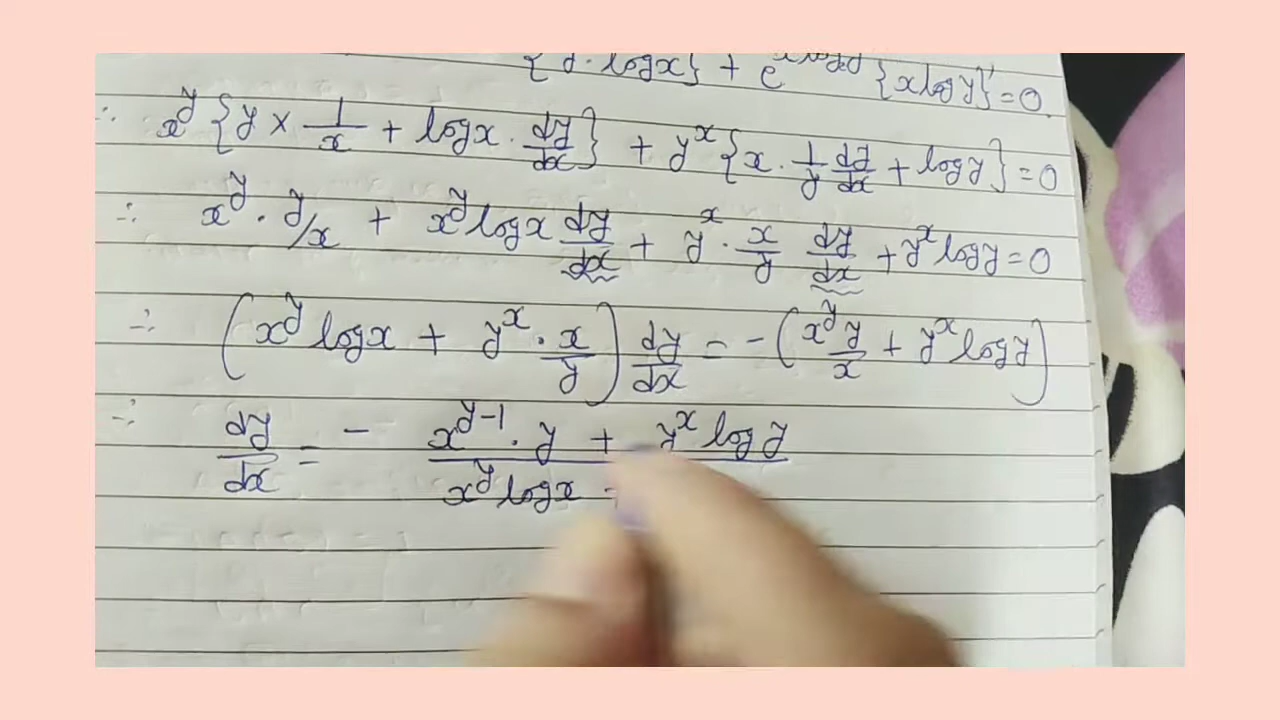 {y·logx} + e {xlogy}' = 0
∴ x^y {y × 1/x + logx · dy/dx} + y^x {x · 1/y dy/dx + logy} = 0
∴ x^y · y/x + x^y logx dy/dx + y^x · x/y dy/dx + y^x logy = 0
∴ (x^y logx + y^x · x/y) dy/dx = -(x^y y/x + y^x logy)
∴ dy/dx = - x^{y-1} · y + y^x logy / x^y logx